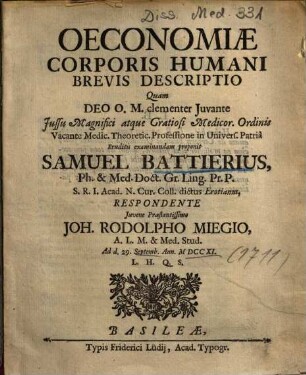 Diss. Med. 331
OECONOMIÆ
CORPORIS HUMANI
BREVIS DESCRIPTIO
Quam
DEO O. M. clementer Juvante
Jussu Magnifici atque Gratiosi Medicor. Ordinis
Vacante Medic. Theoretic. Professione in Univers. Patriâ
Eruditis examinandam proponit
SAMUEL BATTIERIUS,
Ph. & Med. Doct. Gr. Ling. Pr. P.
S. R. I. Acad. N. Cur. Coll. dictus Erotianus,
RESPONDENTE
Juvene Præstantissimo
JOH. RODOLPHO MIEGIO,
A. L. M. & Med. Stud.
Ad d. 29. Septemb. Ann. M DCC XI.
(1711)
L. H. Q. S.
BASILEÆ,
Typis Friderici Lüdij, Acad. Typogr.